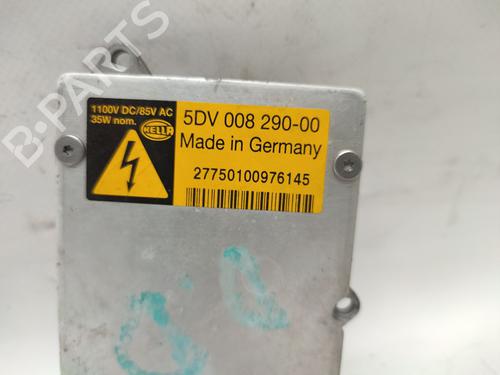 B-PARTS
1100V DC/85V AC
35W nom.
HELLA
5DV 008 290-00
Made in Germany
27750100976145